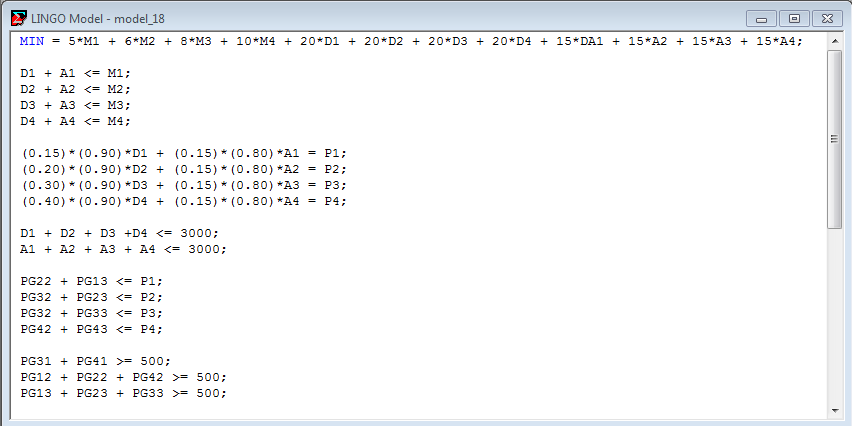 LINGO Model - model_18
MIN = 5*M1 + 6*M2 + 8*M3 + 10*M4 + 20*D1 + 20*D2 + 20*D3 + 20*D4 + 15*DA1 + 15*A2 + 15*A3 + 15*A4;
D1 + A1 <= M1;
D2 + A2 <= M2;
D3 + A3 <= M3;
D4 + A4 <= M4;
(0.15)*(0.90)*D1 + (0.15)*(0.80)*A1 = P1;
(0.20)*(0.90)*D2 + (0.15)*(0.80)*A2 = P2;
(0.30)*(0.90)*D3 + (0.15)*(0.80)*A3 = P3;
(0.40)*(0.90)*D4 + (0.15)*(0.80)*A4 = P4;
D1 + D2 + D3 +D4 <= 3000;
A1 + A2 + A3 + A4 <= 3000;
PG22 + PG13 <= P1;
PG32 + PG23 <= P2;
PG32 + PG33 <= P3;
PG42 + PG43 <= P4;
PG31 + PG41 >= 500;
PG12 + PG22 + PG42 >= 500;
PG13 + PG23 + PG33 >= 500;